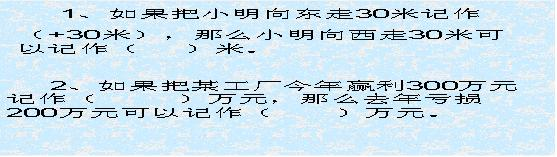 1、如果把小明向东走30米记作
（+30米），那么小明向西走30米可
以记作（    ）米。
2、如果把某工厂今年赢利300万元
记作（      ）万元，那么去年亏损
200万元可以记作（      ）万元。